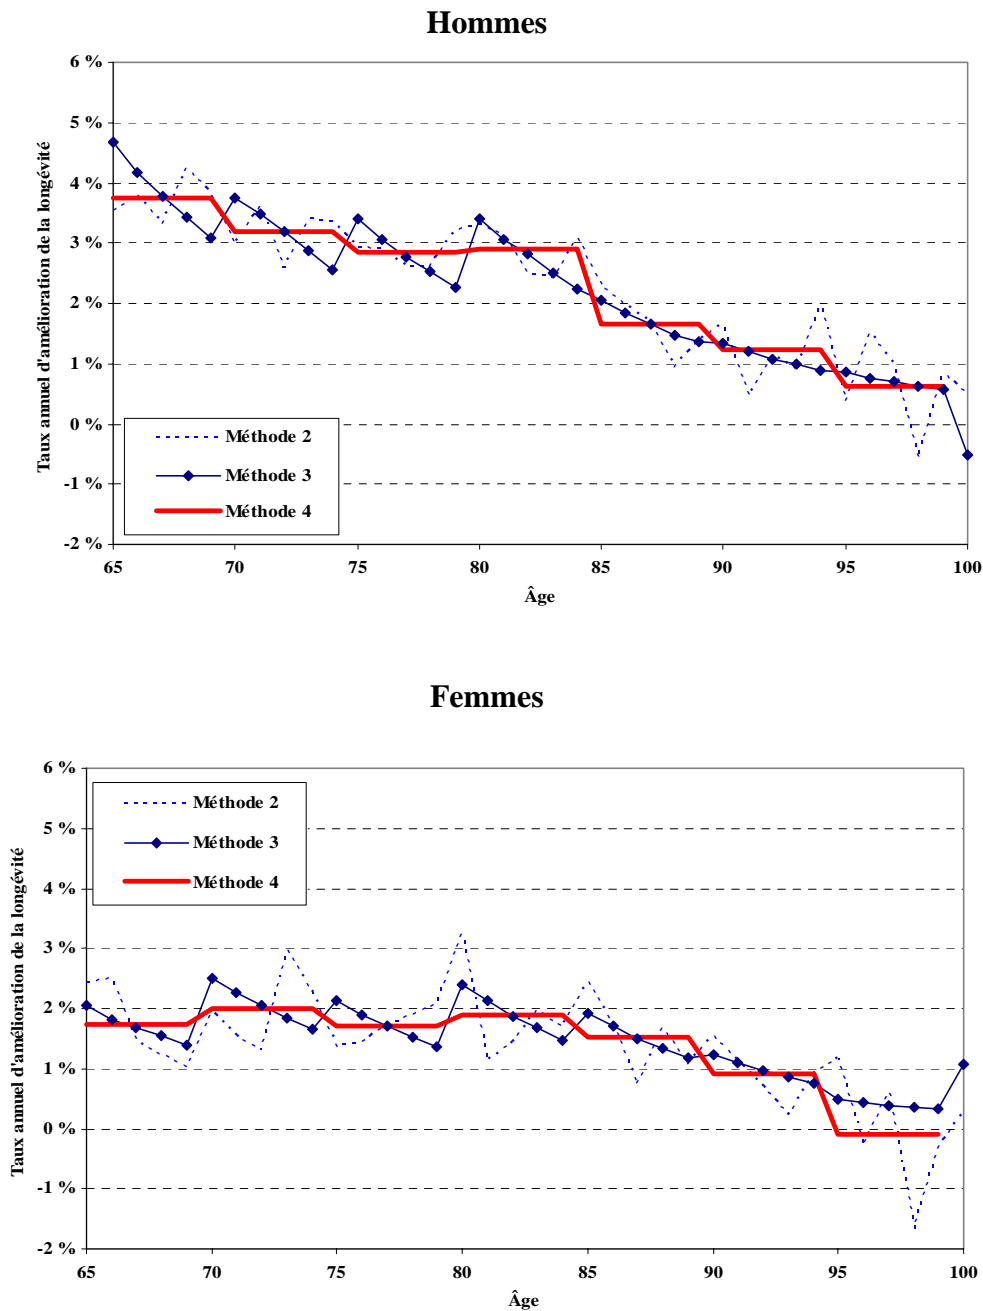 Hommes
6 %
5 %
4 %
3 %
2 %
1 %
0 %
-1 %
-2 %
Taux annuel d'amélioration de la longévité
Méthode 2
Méthode 3
Méthode 4
65 70 75 80 85 90 95 100
Âge
Femmes
6 %
5 %
4 %
3 %
2 %
1 %
0 %
-1 %
-2 %
Taux annuel d'amélioration de la longévité
Méthode 2
Méthode 3
Méthode 4
65 70 75 80 85 90 95 100
Âge